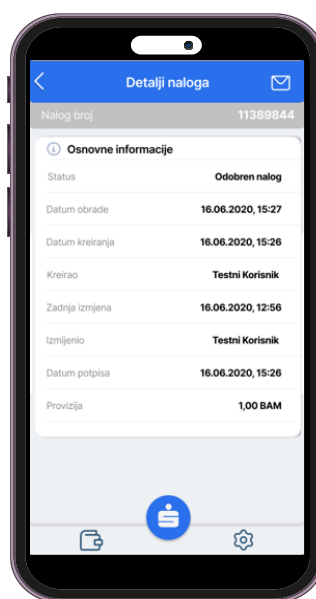 Detalji naloga
Nalog broj 11389844
Osnovne informacije
Status Odobren nalog
Datum obrade 16.06.2020, 15:27
Datum kreiranja 16.06.2020, 15:26
Kreirao Testni Korisnik
Zadnja izmjena 16.06.2020, 12:56
Izmijenio Testni Korisnik
Datum potpisa 16.06.2020, 15:26
Provizija 1,00 BAM